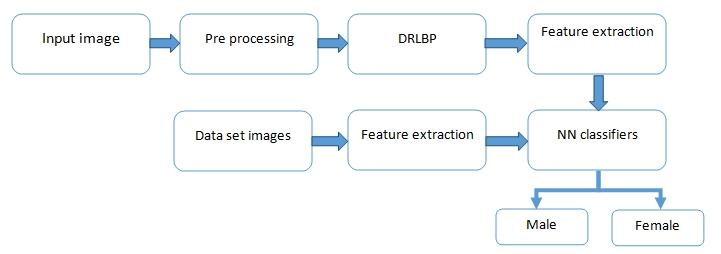 Input image
Pre processing
DRLBP
Feature extraction
Data set images
Feature extraction
NN classifiers
Male
Female